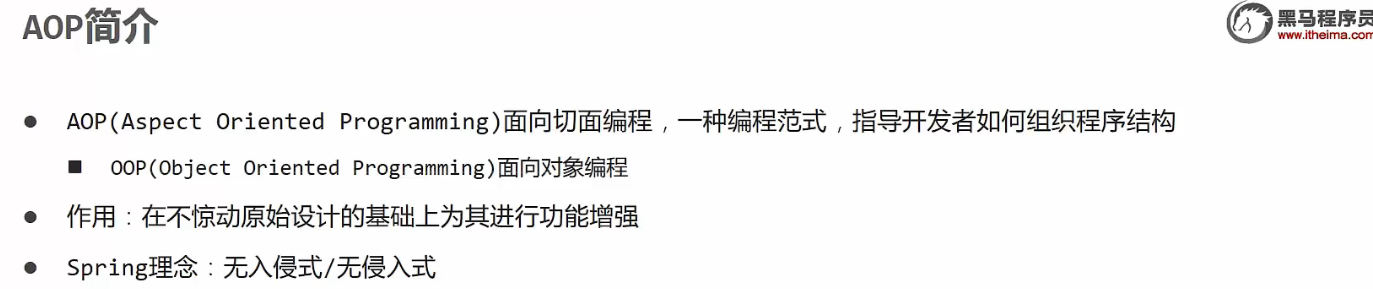 AOP简介
黑马程序员
www.itheima.com
AOP(Aspect Oriented Programming)面向切面编程，一种编程范式，指导开发者如何组织程序结构
OOP(Object Oriented Programming)面向对象编程
作用：在不惊动原始设计的基础上为其进行功能增强
Spring理念：无入侵式/无侵入式